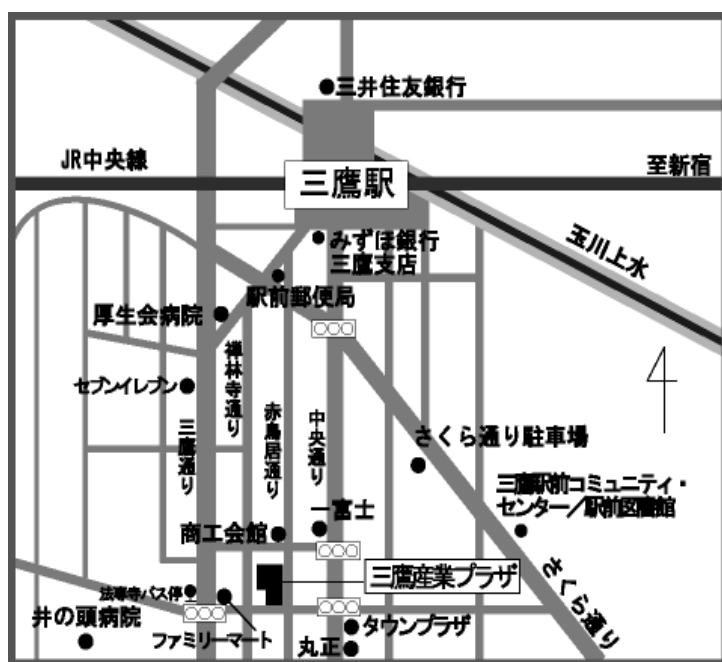 三井住友銀行
JR中央線
三鷹駅
至新宿
玉川上水
みずほ銀行
三鷹支店
駅前郵便局
厚生会病院
禅林寺通り
セブンイレブン
三鷹通り
赤鳥居通り
中央通り
さくら通り駐車場
三鷹駅前コミュニティ・
センター／駅前図書館
一富士
商工会館
三鷹産業プラザ
さくら通り
法専寺バス停
井の頭病院
ファミリーマート
タウンプラザ
丸正